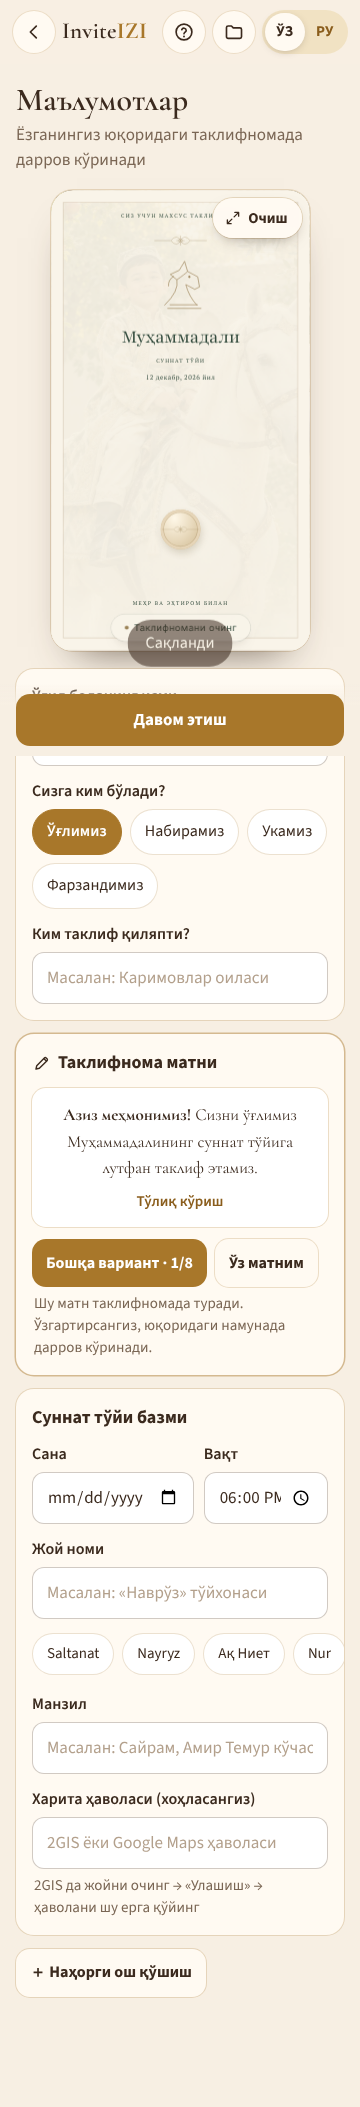 InviteIZI
ЎЗ
РУ
Маълумотлар
Ёзганингиз юқоридаги таклифномада
дарров кўринади
СИЗ УЧУН МАХСУС
Очиш
Муҳаммадали
СУННАТ ТЎЙИ
12 декабр, 2026 йил
МЕҲР ВА ЭҲТИРОМ БИЛАН
Таклифномани очинг
Сақланди
Давом этиш
Сизга ким бўлади?
Ўғлимиз
Набирамиз
Укамиз
Фарзандимиз
Ким таклиф қиляпти?
Масалан: Каримовлар оиласи
Таклифнома матни
Азиз меҳмонимиз! Сизни ўғлимиз
Муҳаммадалининг суннат тўйига
лутфан таклиф этамиз.
Тўлиқ кўриш
Бошқа вариант · 1/8
Ўз матним
Шу матн таклифномада туради.
Ўзгартирсангиз, юқоридаги намунада
дарров кўринади.
Суннат тўйи базми
Сана
Вақт
mm/dd/yyyy
06:00 PM
Жой номи
Масалан: «Наврўз» тўйхонаси
Saltanat
Nayryz
Ақ Ниет
Nur
Манзил
Масалан: Сайрам, Амир Темур кўчас
Харита ҳаволаси (хоҳласангиз)
2GIS ёки Google Maps ҳаволаси
2GIS да жойни очинг → «Улашиш» →
ҳаволани шу ерга қўйинг
+ Наҳорги ош қўшиш